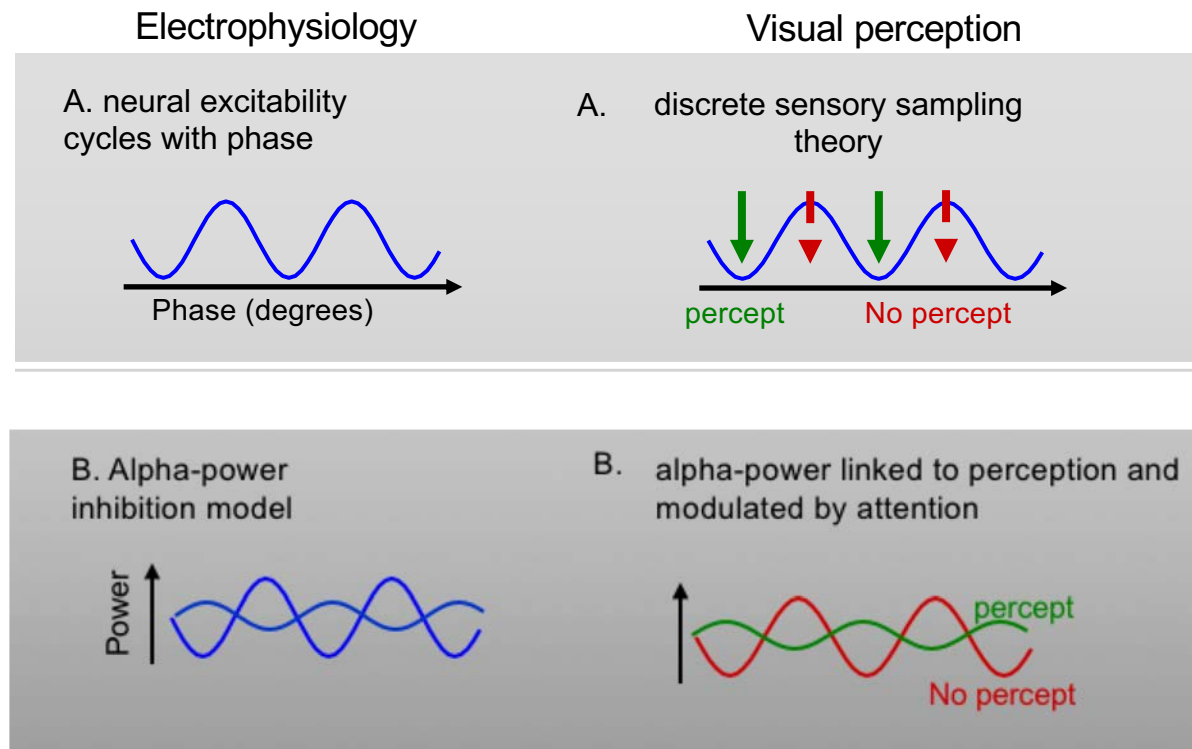 Electrophysiology
Visual perception
A. neural excitability
cycles with phase
Phase (degrees)
A. discrete sensory sampling
theory
percept
No percept
B. Alpha-power
inhibition model
Power
B. alpha-power linked to perception and
modulated by attention
percept
No percept